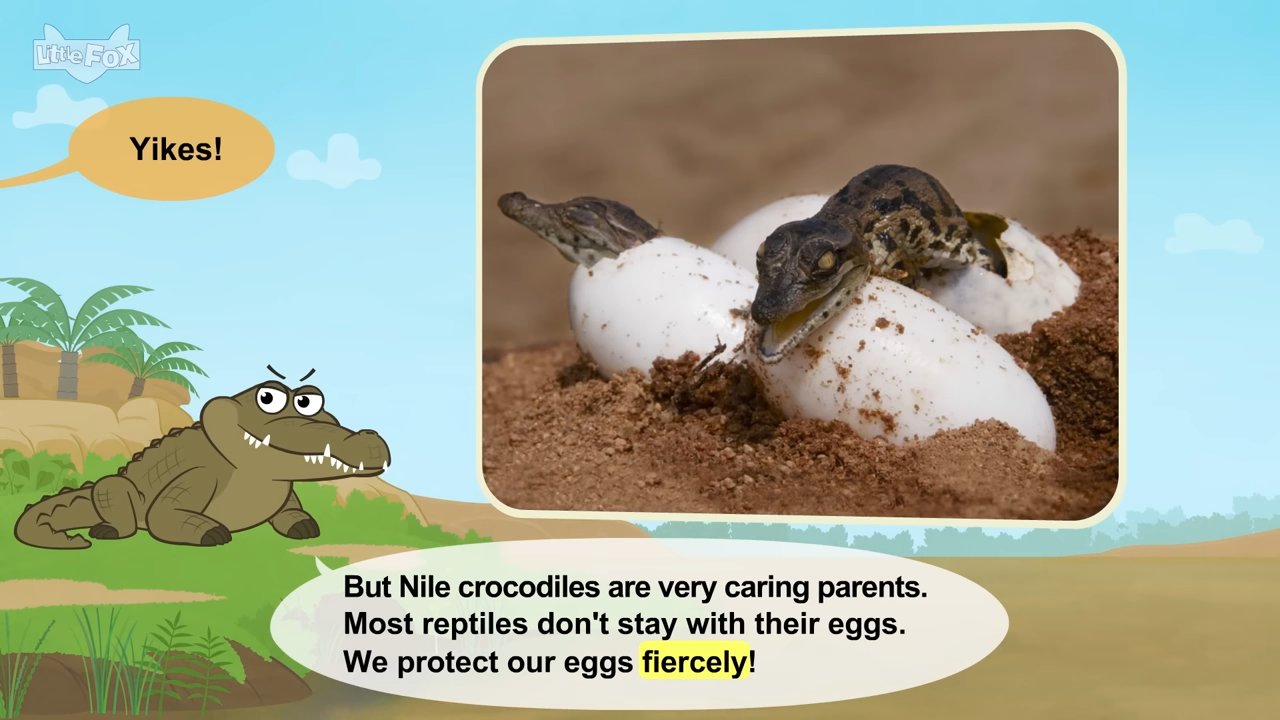 Little Fox
Yikes!
But Nile crocodiles are very caring parents.
Most reptiles don't stay with their eggs.
We protect our eggs fiercely!